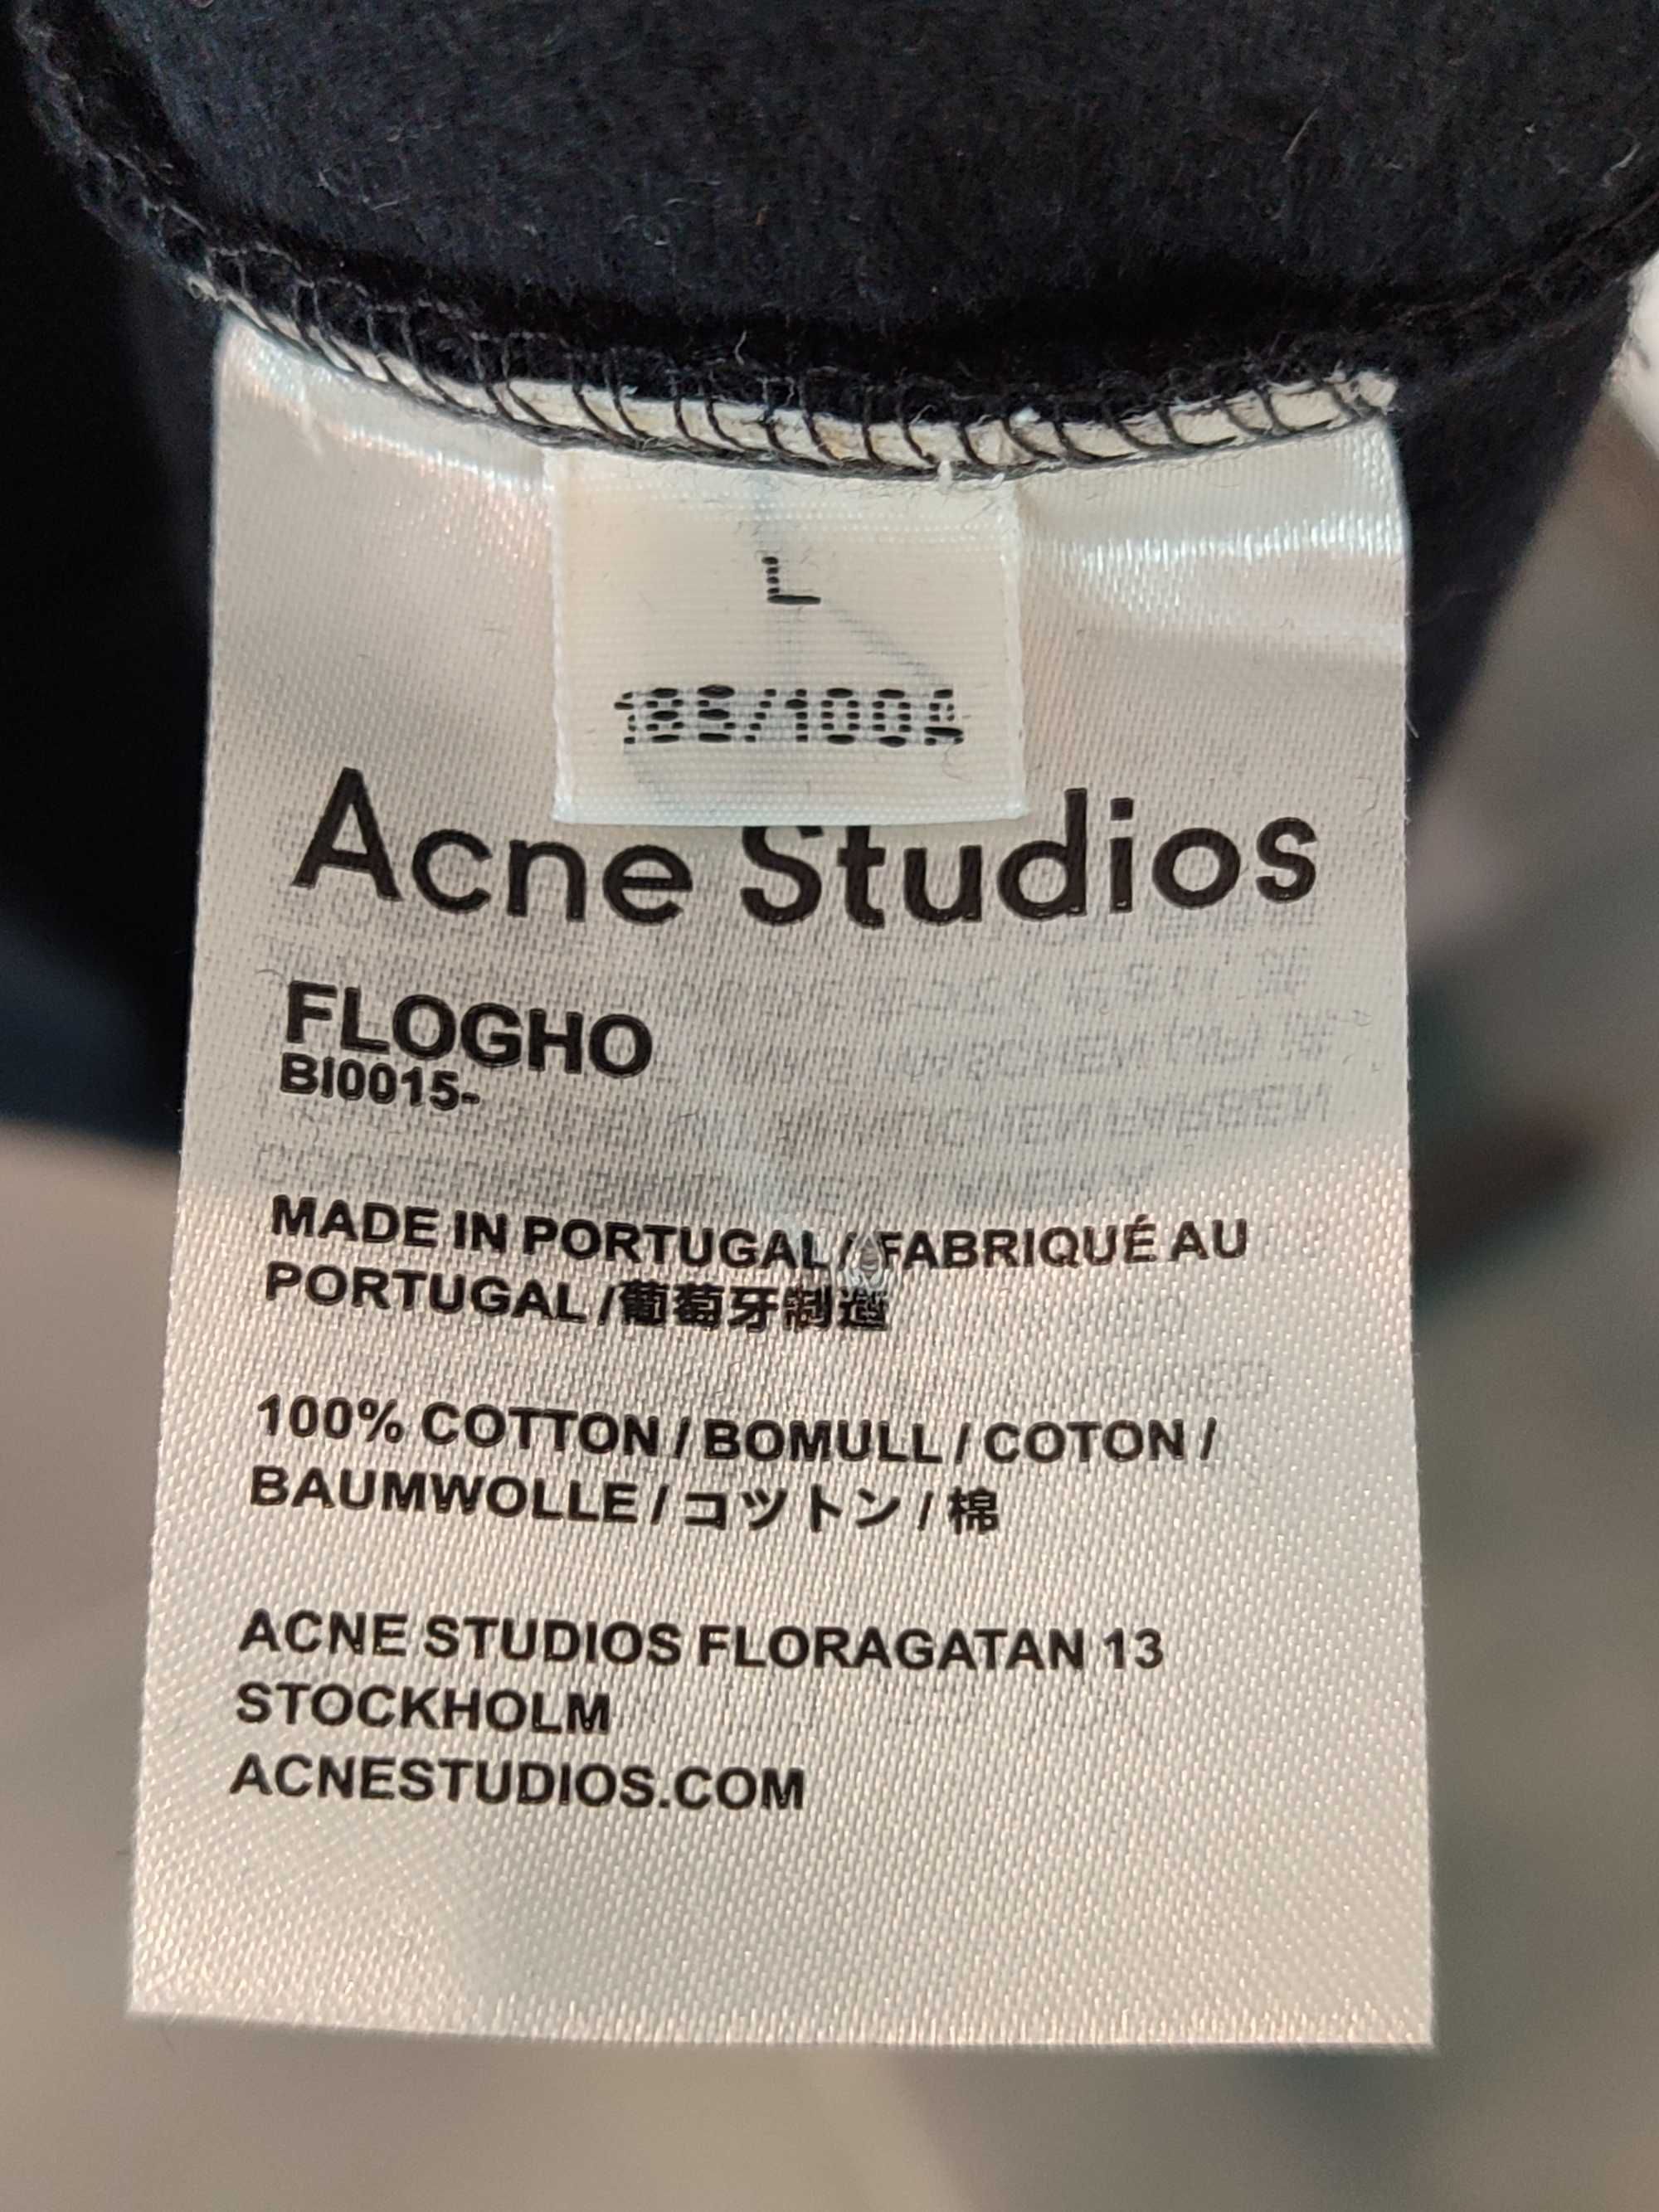 L
185/100A
Acne Studios
FLOGHO
BI0015-
MADE IN PORTUGAL / FABRIQUÉ AU
PORTUGAL /葡萄牙制造
100% COTTON / BOMULL / COTON /
BAUMWOLLE / コットン / 棉
ACNE STUDIOS FLORAGATAN 13
STOCKHOLM
ACNESTUDIOS.COM